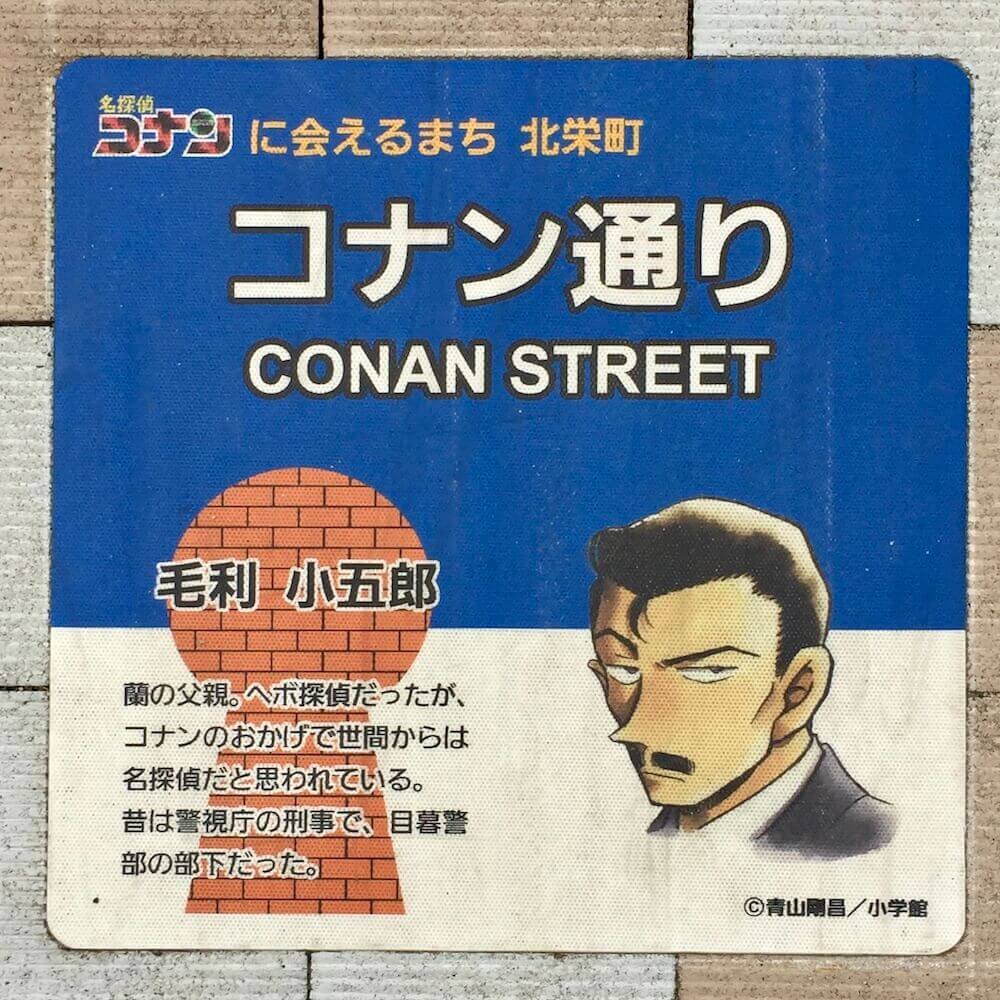 名探偵
コナン に会えるまち 北栄町
コナン通り
CONAN STREET
毛利 小五郎
蘭の父親。ヘボ探偵だったが、
コナンのおかげで世間からは
名探偵だと思われている。
昔は警視庁の刑事で、目暮警
部の部下だった。
©青山剛昌/小学館